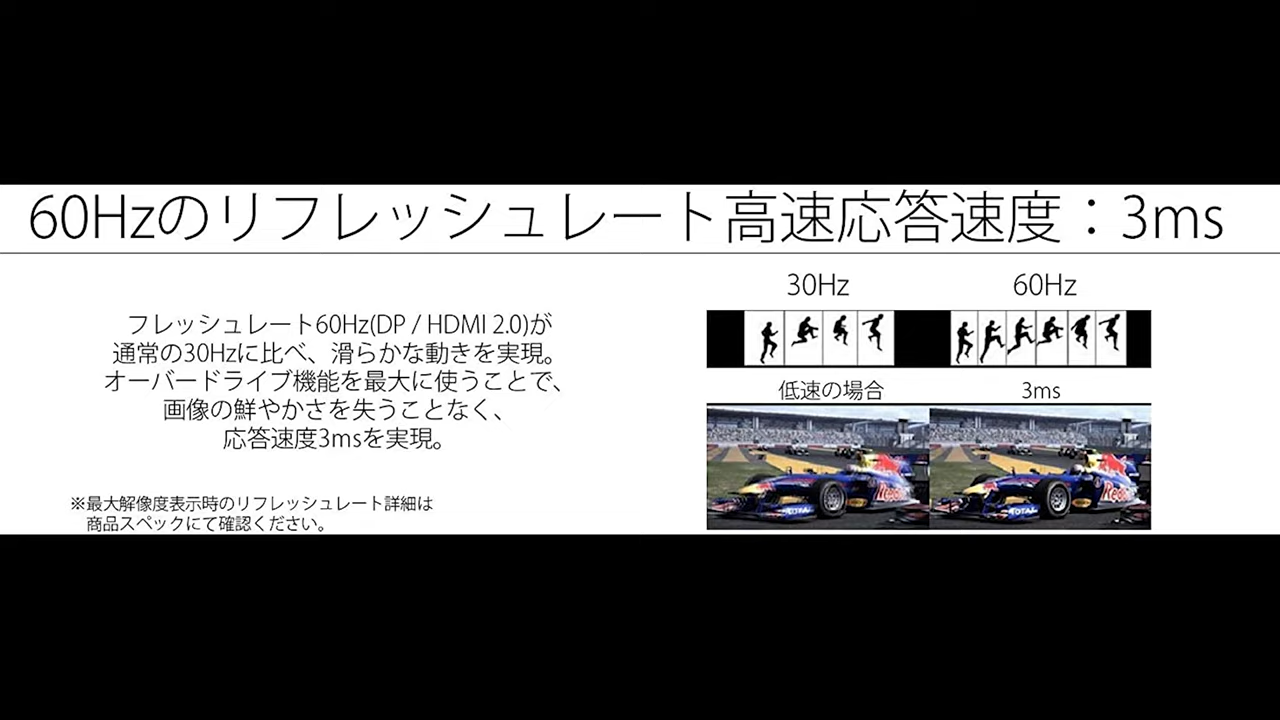 60Hzのリフレッシュレート高速応答速度：3ms
フレッシュレート60Hz(DP / HDMI 2.0)が
通常の30Hzに比べ、滑らかな動きを実現。
オーバードライブ機能を最大に使うことで、
画像の鮮やかさを失うことなく、
応答速度3msを実現。
※最大解像度表示時のリフレッシュレート詳細は
商品スペックにて確認ください。
30Hz
60Hz
低速の場合
3ms
TOTAL